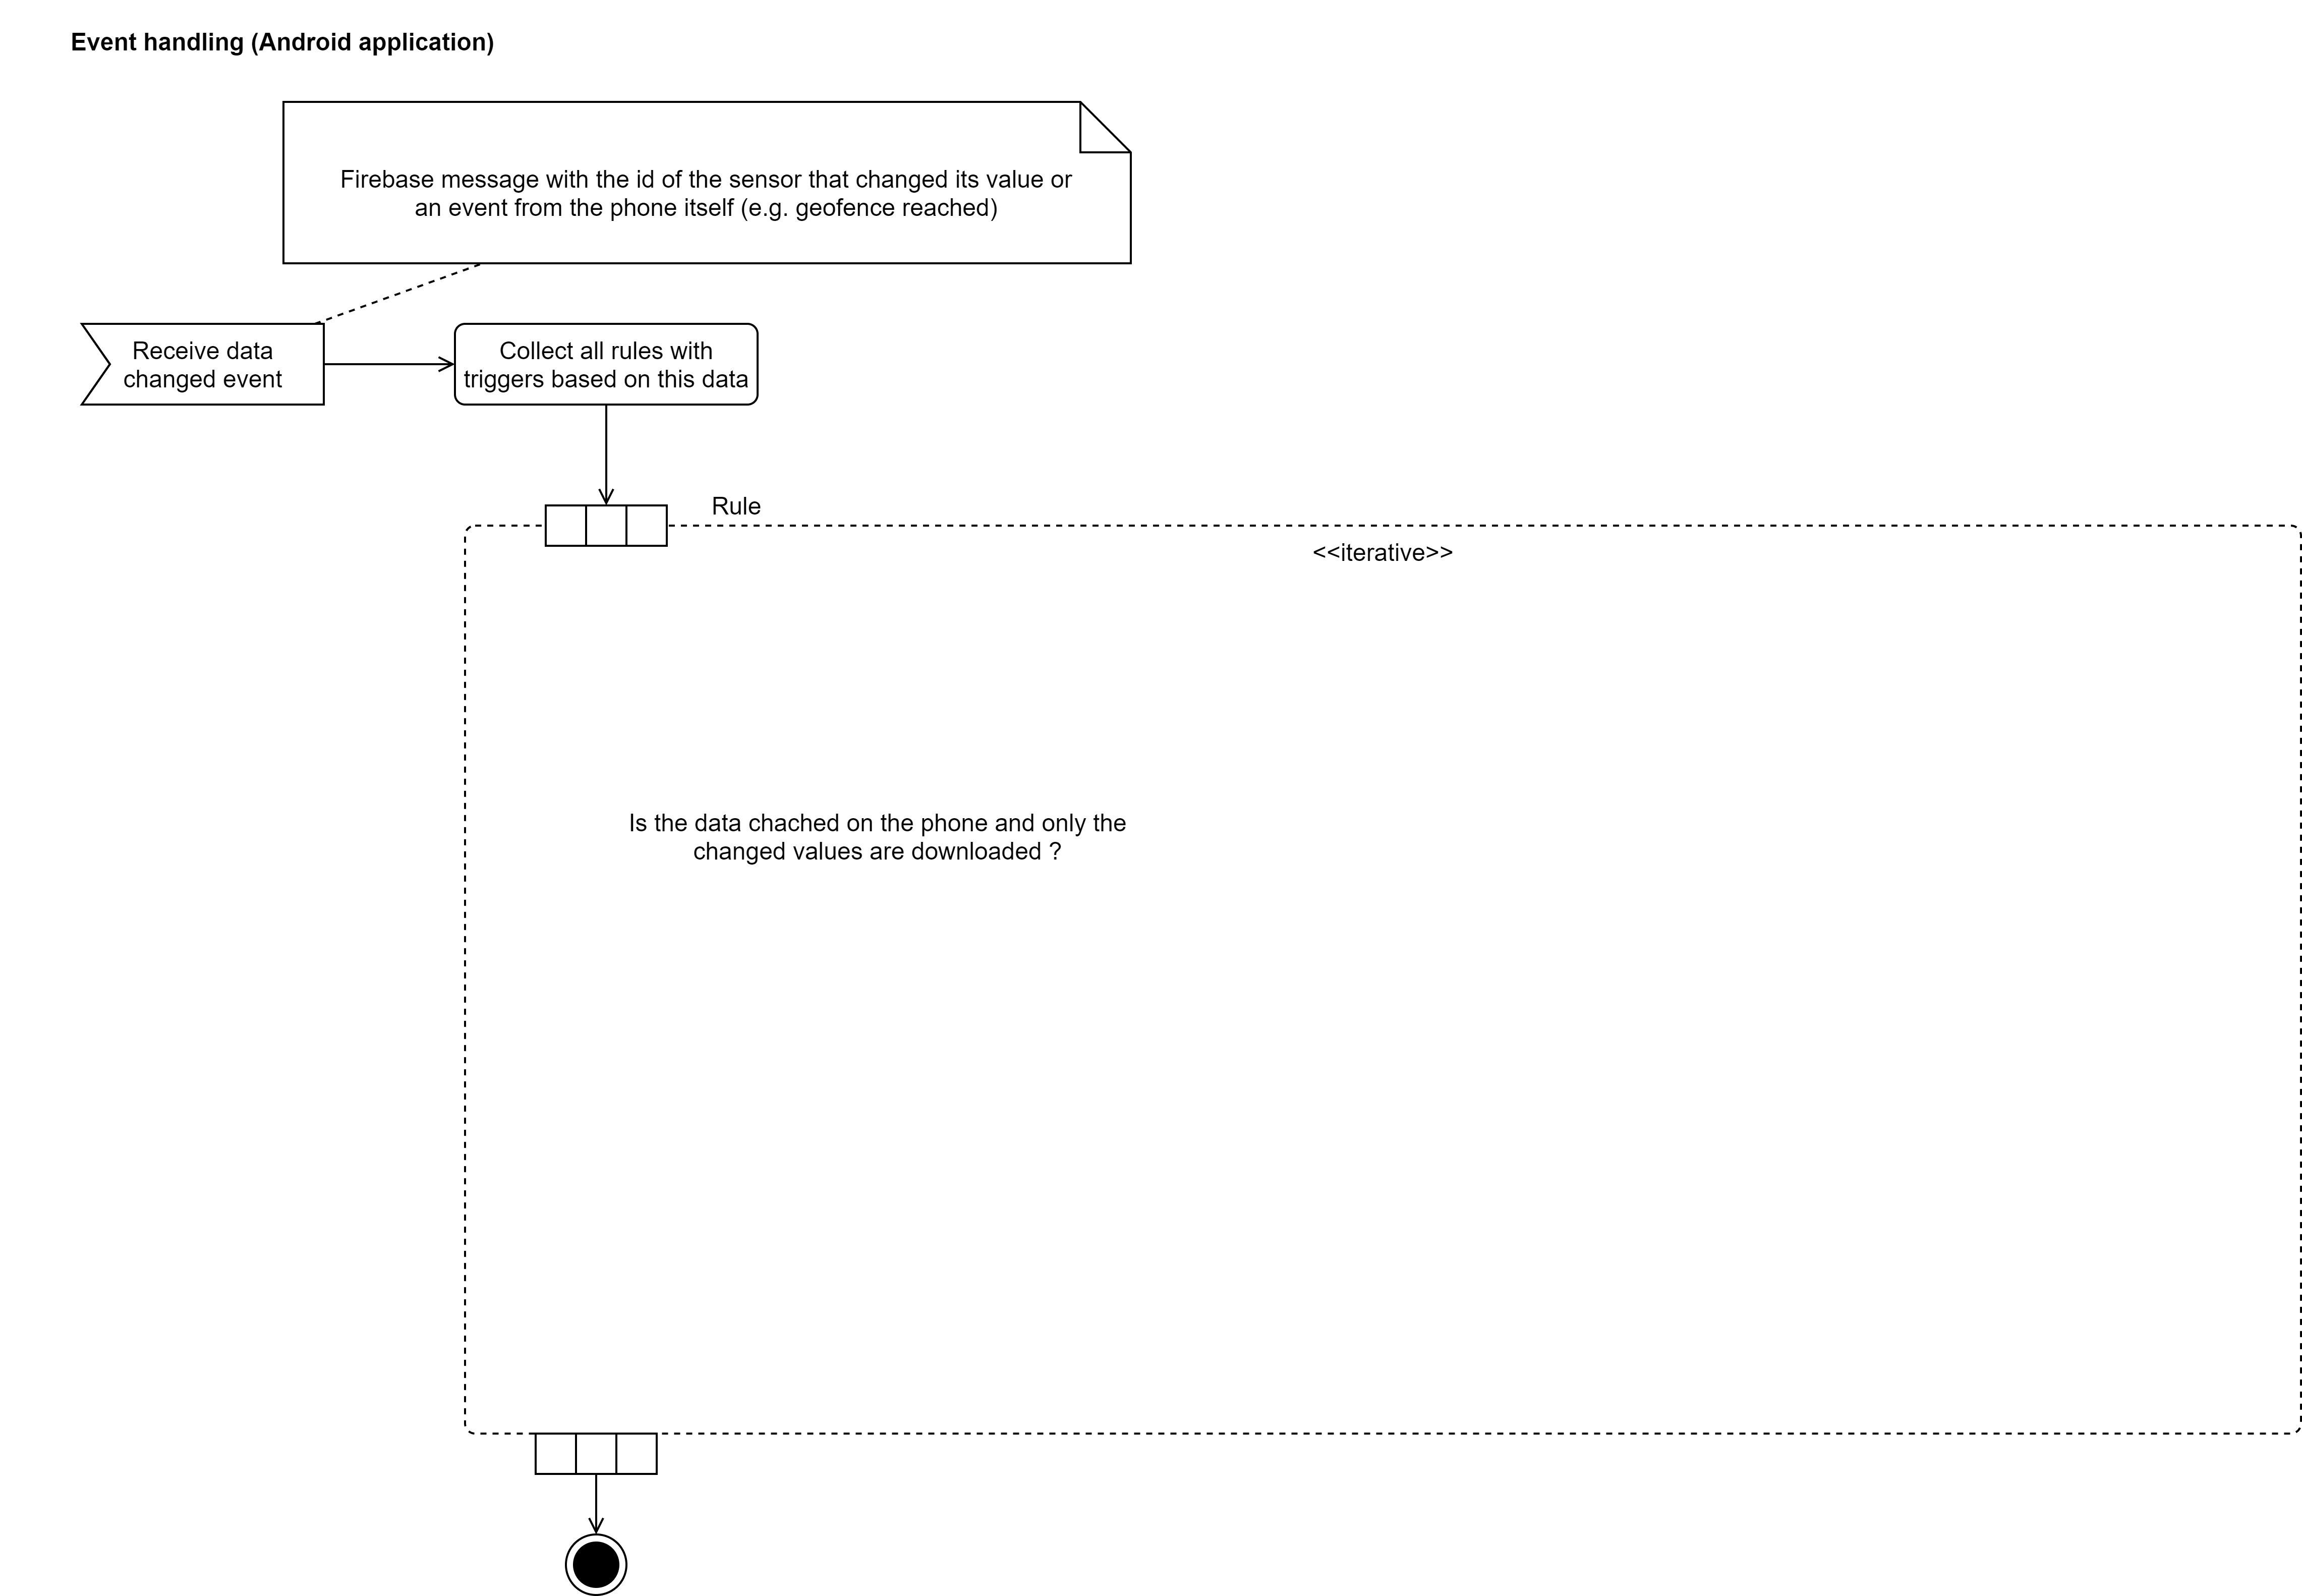 Event handling (Android application)
Firebase message with the id of the sensor that changed its value or
an event from the phone itself (e.g. geofence reached)
Receive data
changed event
Collect all rules with
triggers based on this data
Rule
<<iterative>>
Is the data chached on the phone and only the
changed values are downloaded ?